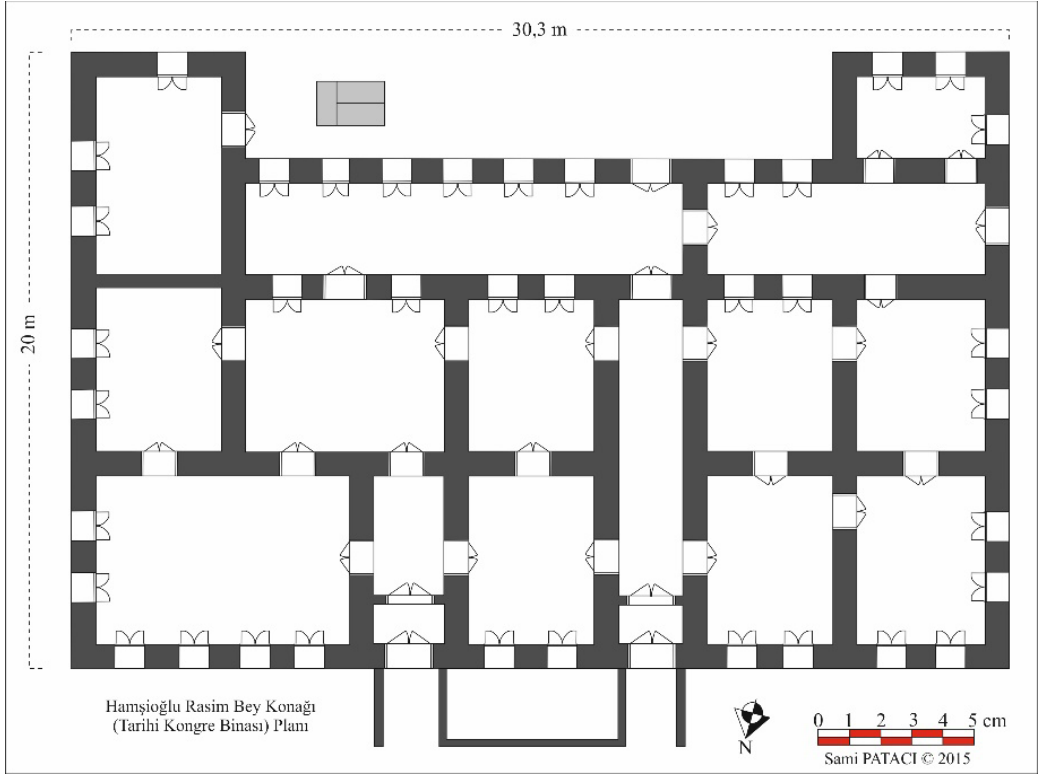 30,3 m
20 m
Hamşioğlu Rasim Bey Konağı
(Tarihi Kongre Binası) Planı
N
0 1 2 3 4 5 cm
Sami PATACI © 2015